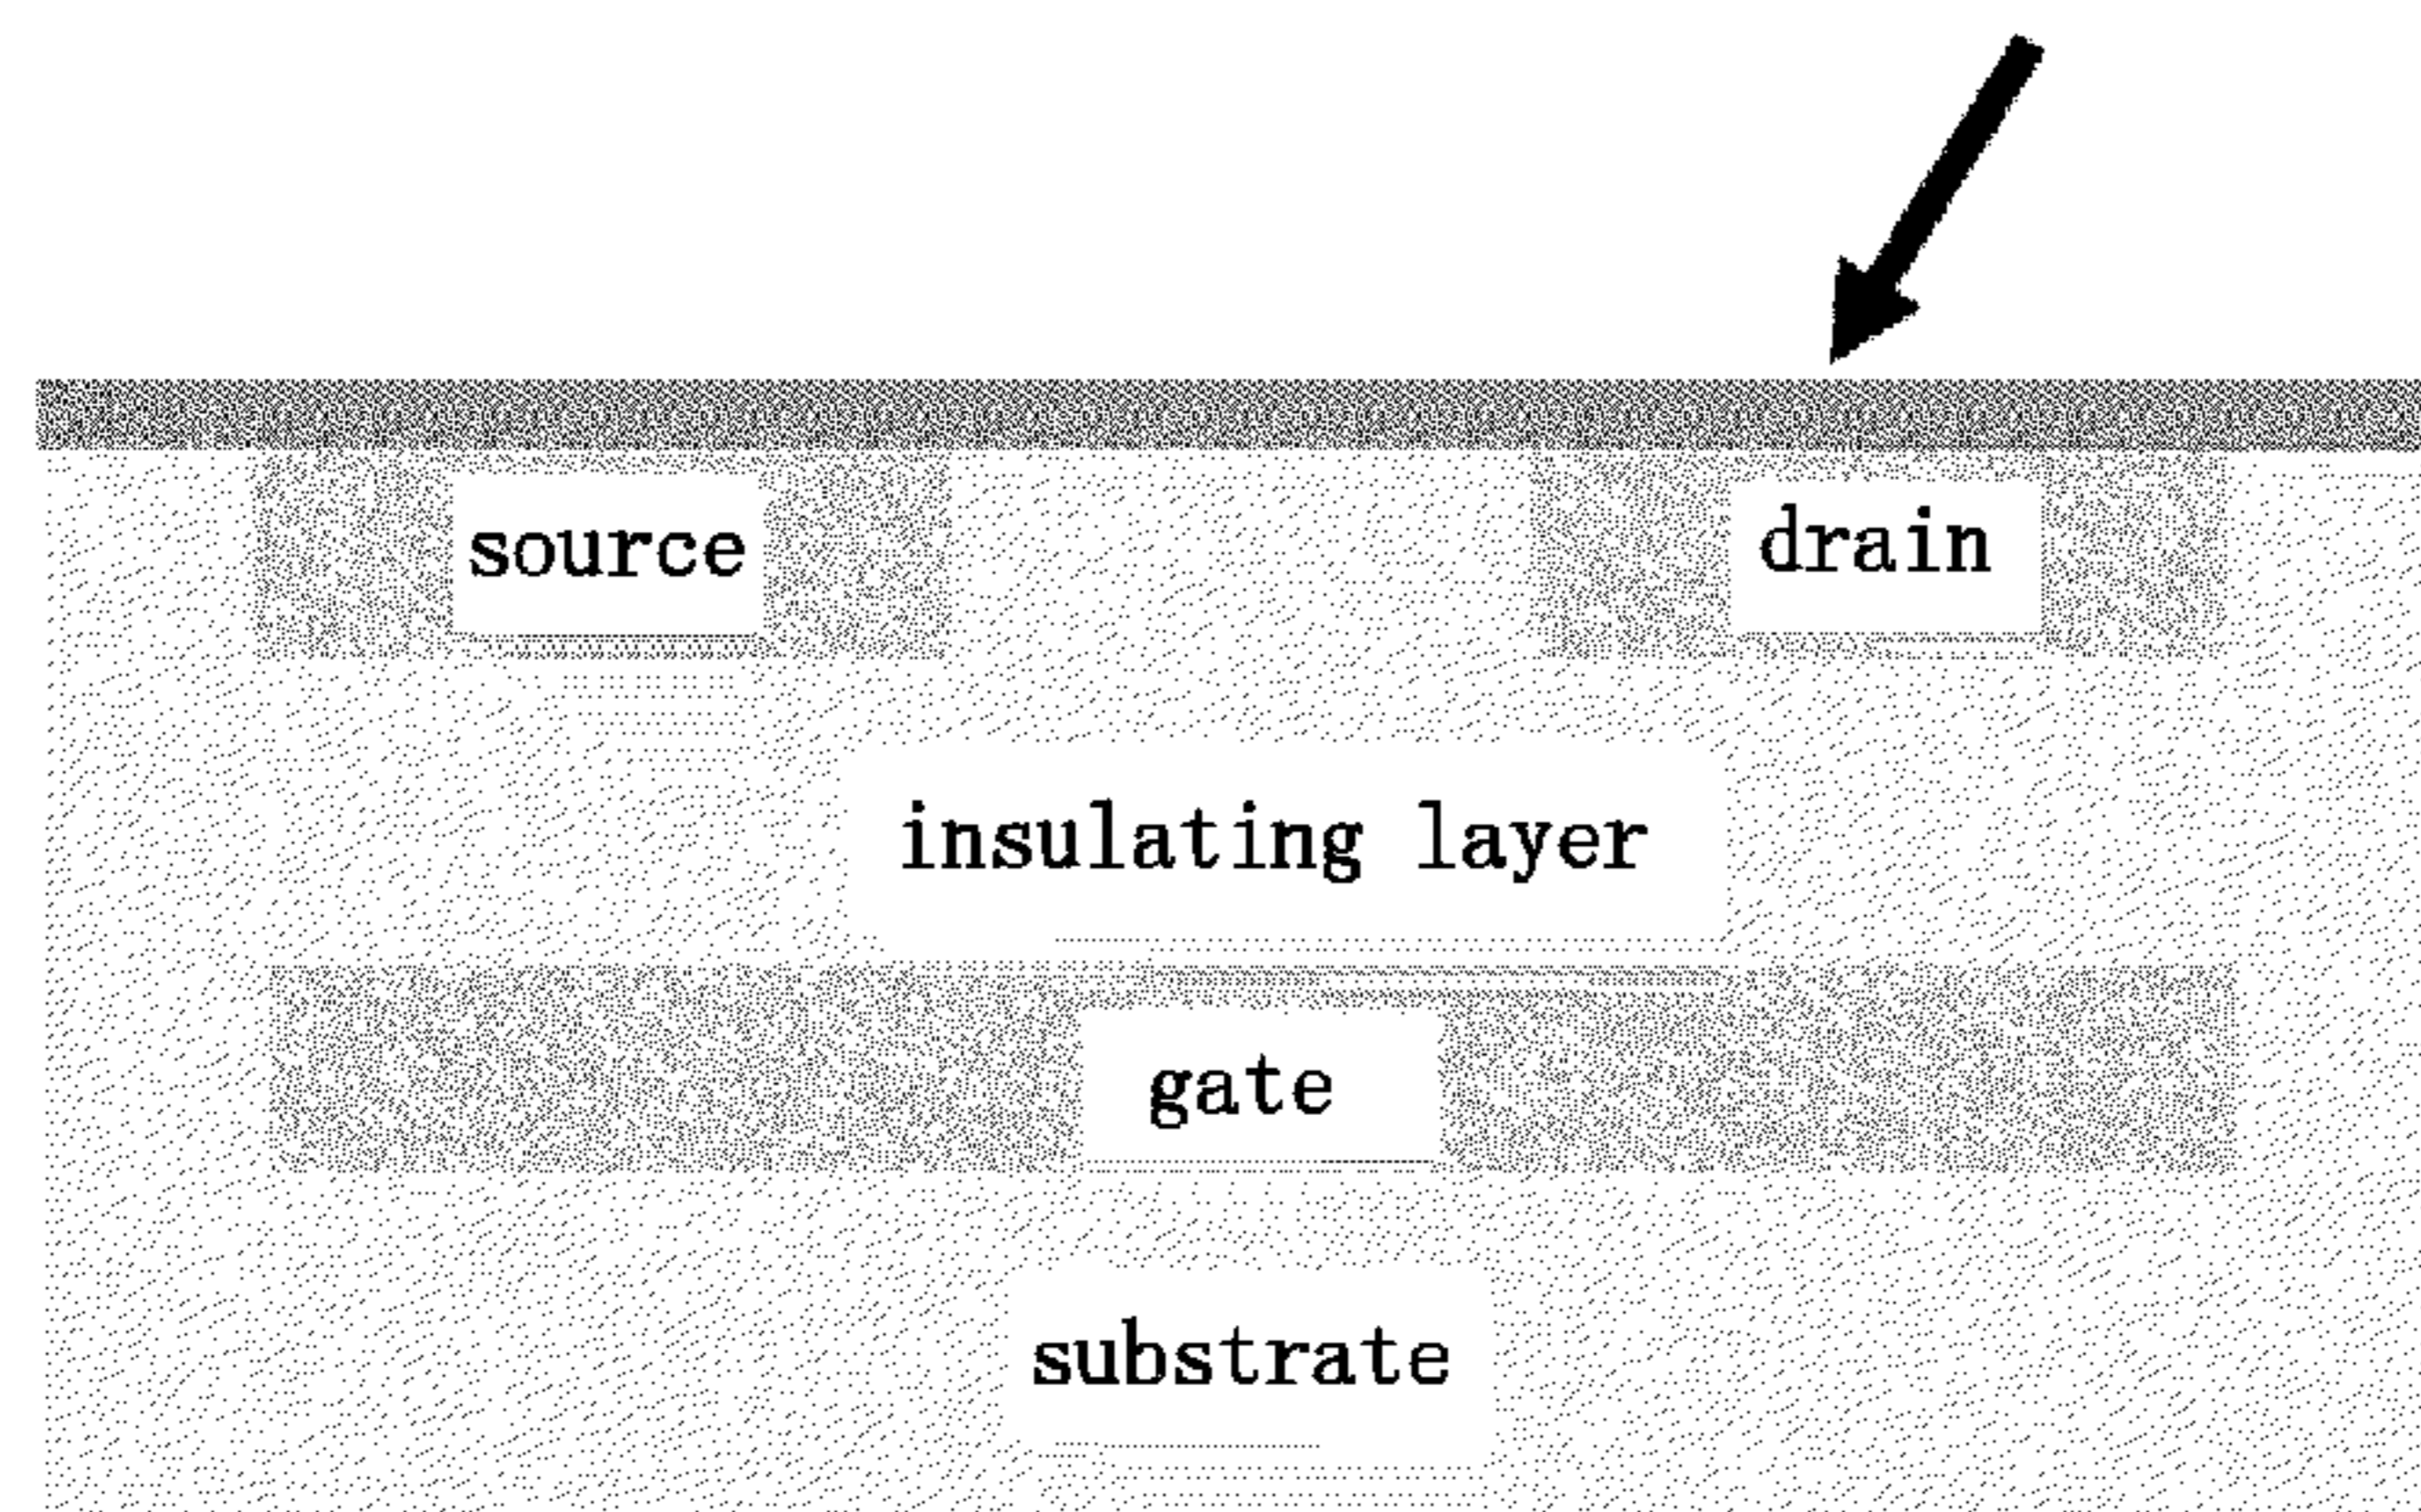 source
drain
insulating layer
gate
substrate